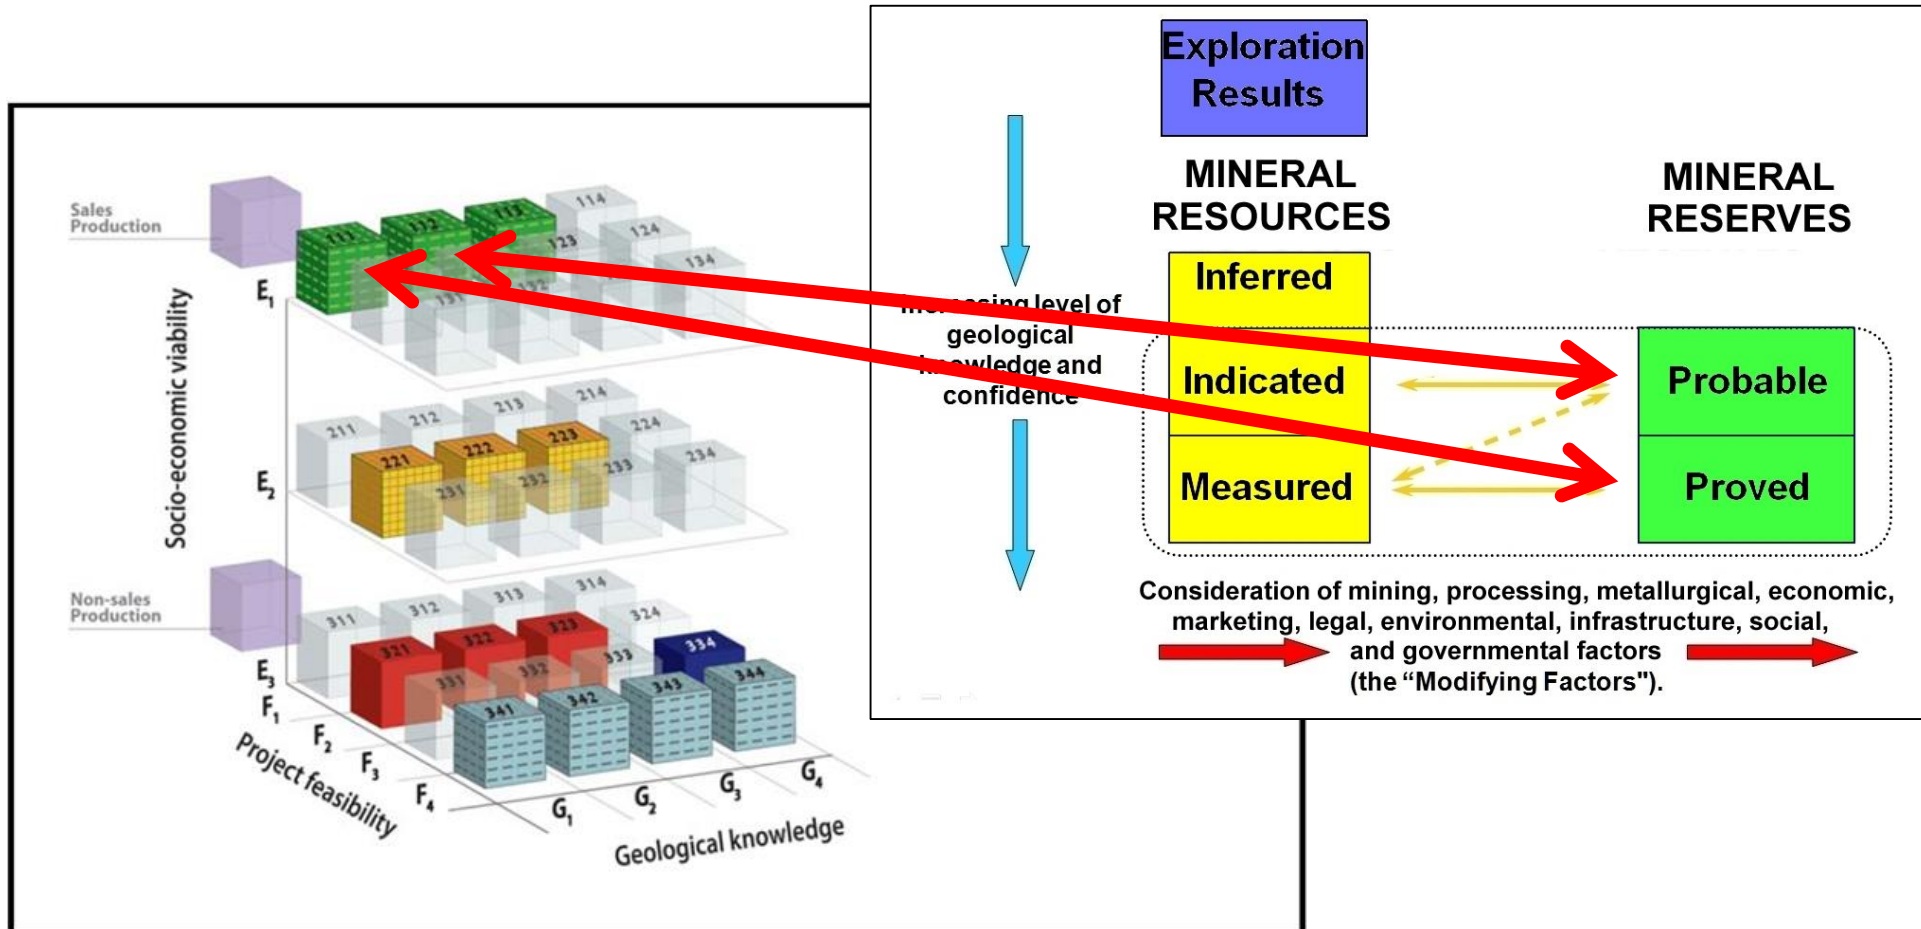 Exploration
Results
MINERAL
RESOURCES
MINERAL
RESERVES
Inferred
Indicated
Measured
Probable
Proved
Increasing level of
geological
knowledge and
confidence
Consideration of mining, processing, metallurgical, economic,
marketing, legal, environmental, infrastructure, social,
and governmental factors
(the “Modifying Factors").
Sales
Production
Non-sales
Production
Socio-economic viability
E1
E2
E3
111
112
113
114
123
124
131
132
134
211
212
213
214
221
222
223
224
231
232
233
234
311
312
313
314
321
322
323
324
331
332
333
334
341
342
343
344
F1
F2
F3
F4
Project feasibility
G1
G2
G3
G4
Geological knowledge